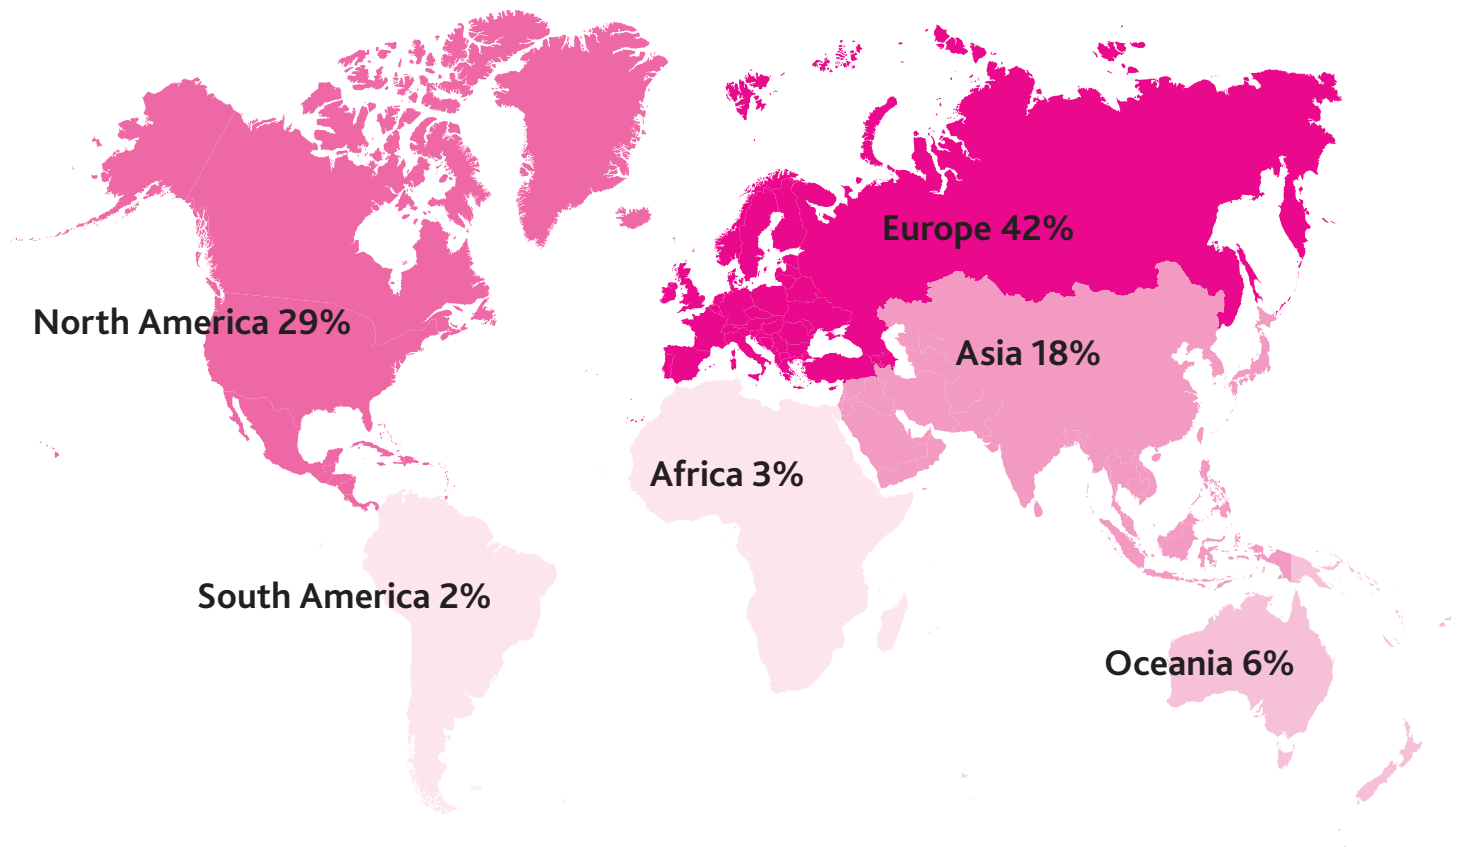 Europe 42%
North America 29%
Asia 18%
Africa 3%
South America 2%
Oceania 6%